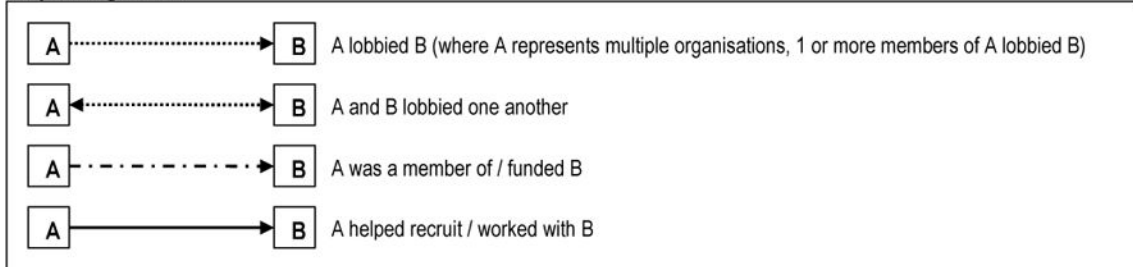 A B A lobbied B (where A represents multiple organisations, 1 or more members of A lobbied B)
A B A and B lobbied one another
A B A was a member of / funded B
A B A helped recruit / worked with B